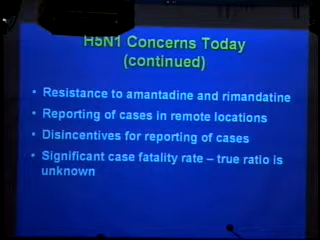 H5N1 Concerns Today
(continued)
• Resistance to amantadine and rimandatine
• Reporting of cases in remote locations
• Disincentives for reporting of cases
• Significant case fatality rate – true ratio is
unknown